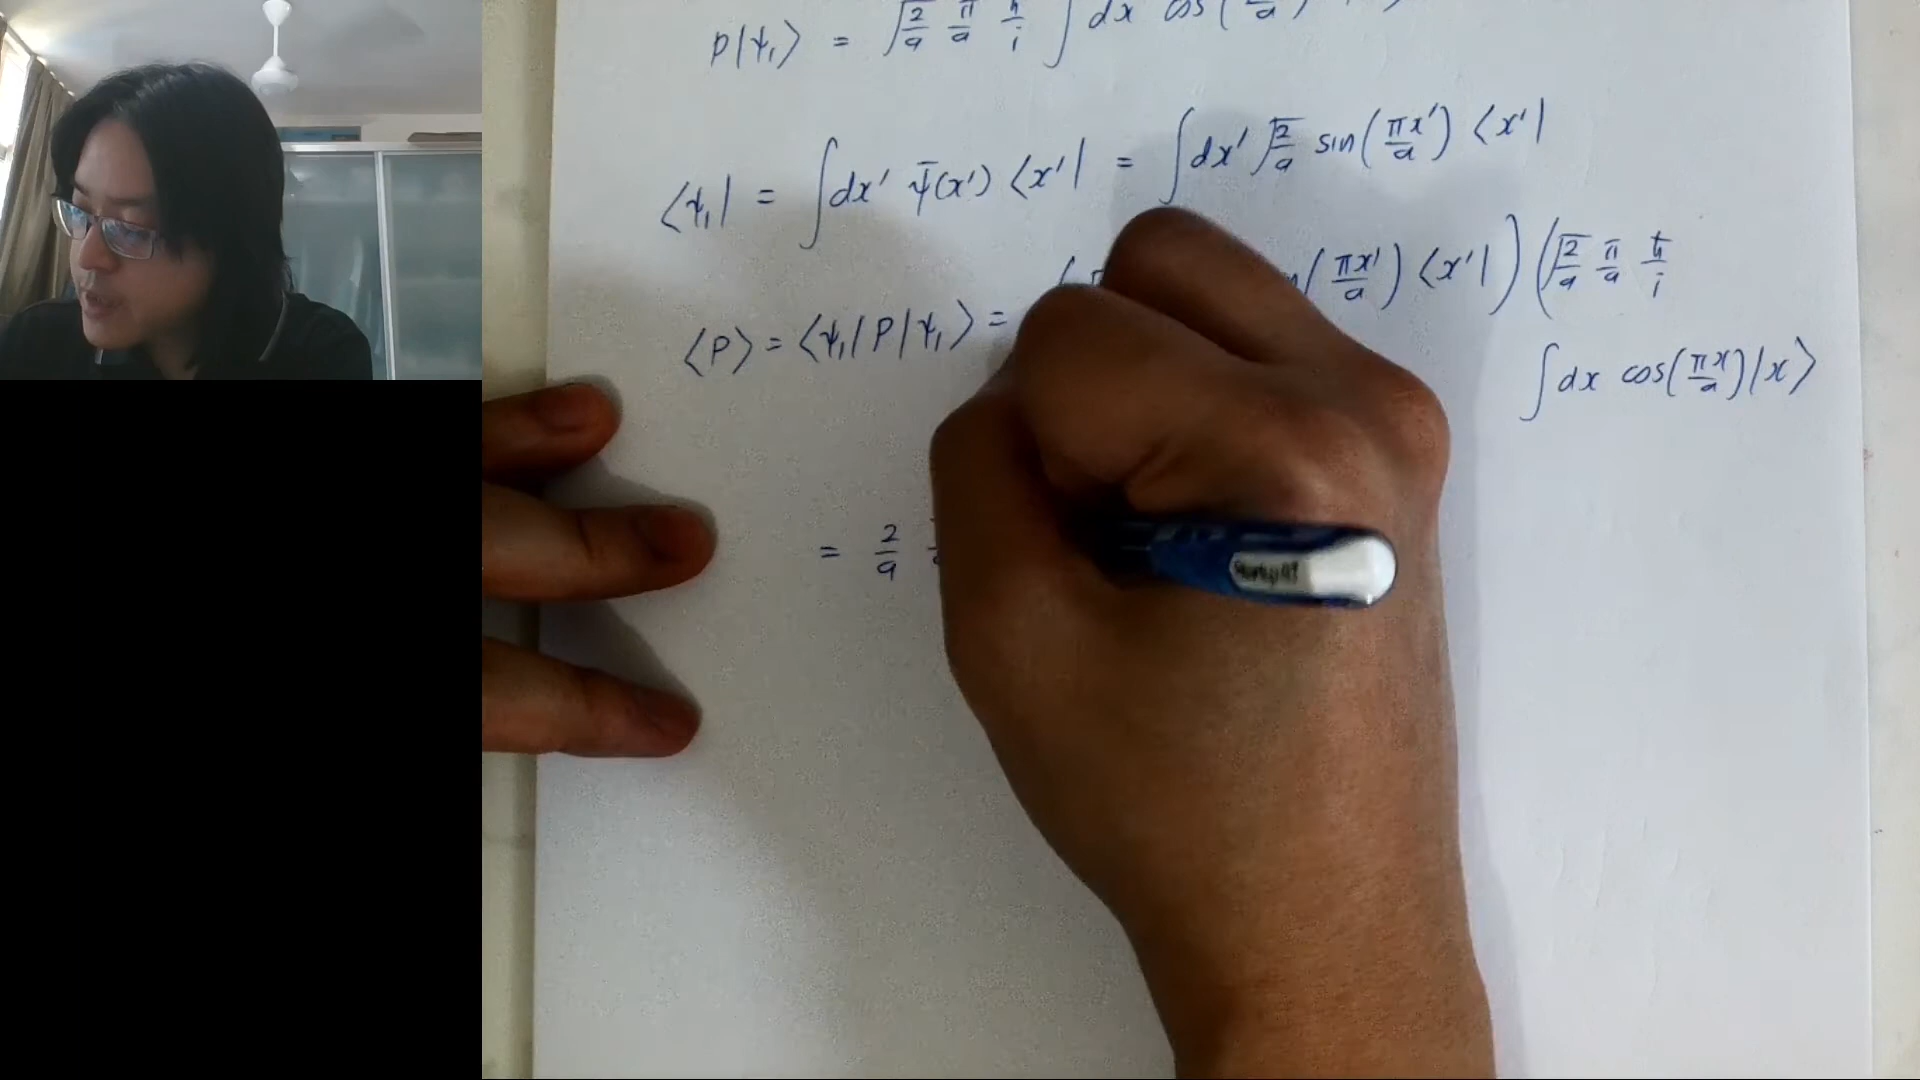 P|ψ₁⟩ = √(2/a) π/a ħ/i ∫ dx cos(
⟨ψ₁| = ∫dx' ψ̄(x') ⟨x'| = ∫dx' √(2/a) sin(πx'/a) ⟨x'|
⟨P⟩ = ⟨ψ₁|P|ψ₁⟩ = (πx'/a) ⟨x'|) (√(2/a) π/a ħ/i
∫dx cos(πx/a)|x⟩
= 2/a